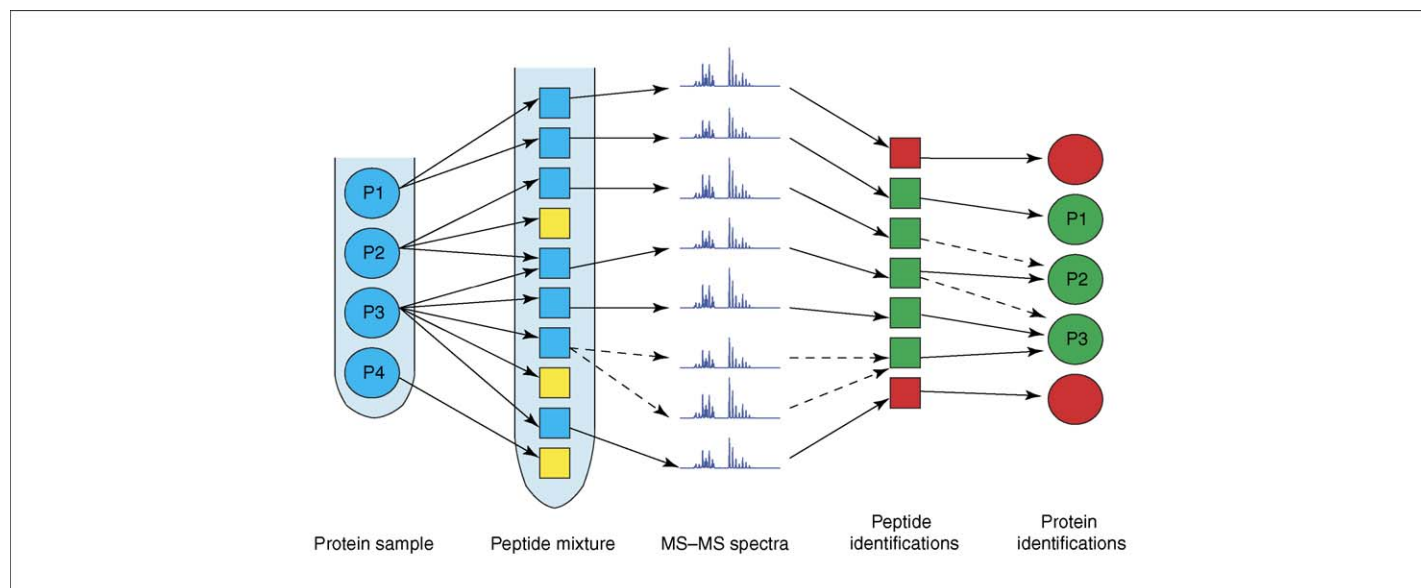 P1
P2
P3
P4
P1
P2
P3
Protein sample
Peptide mixture
MS–MS spectra
Peptide
identifications
Protein
identifications